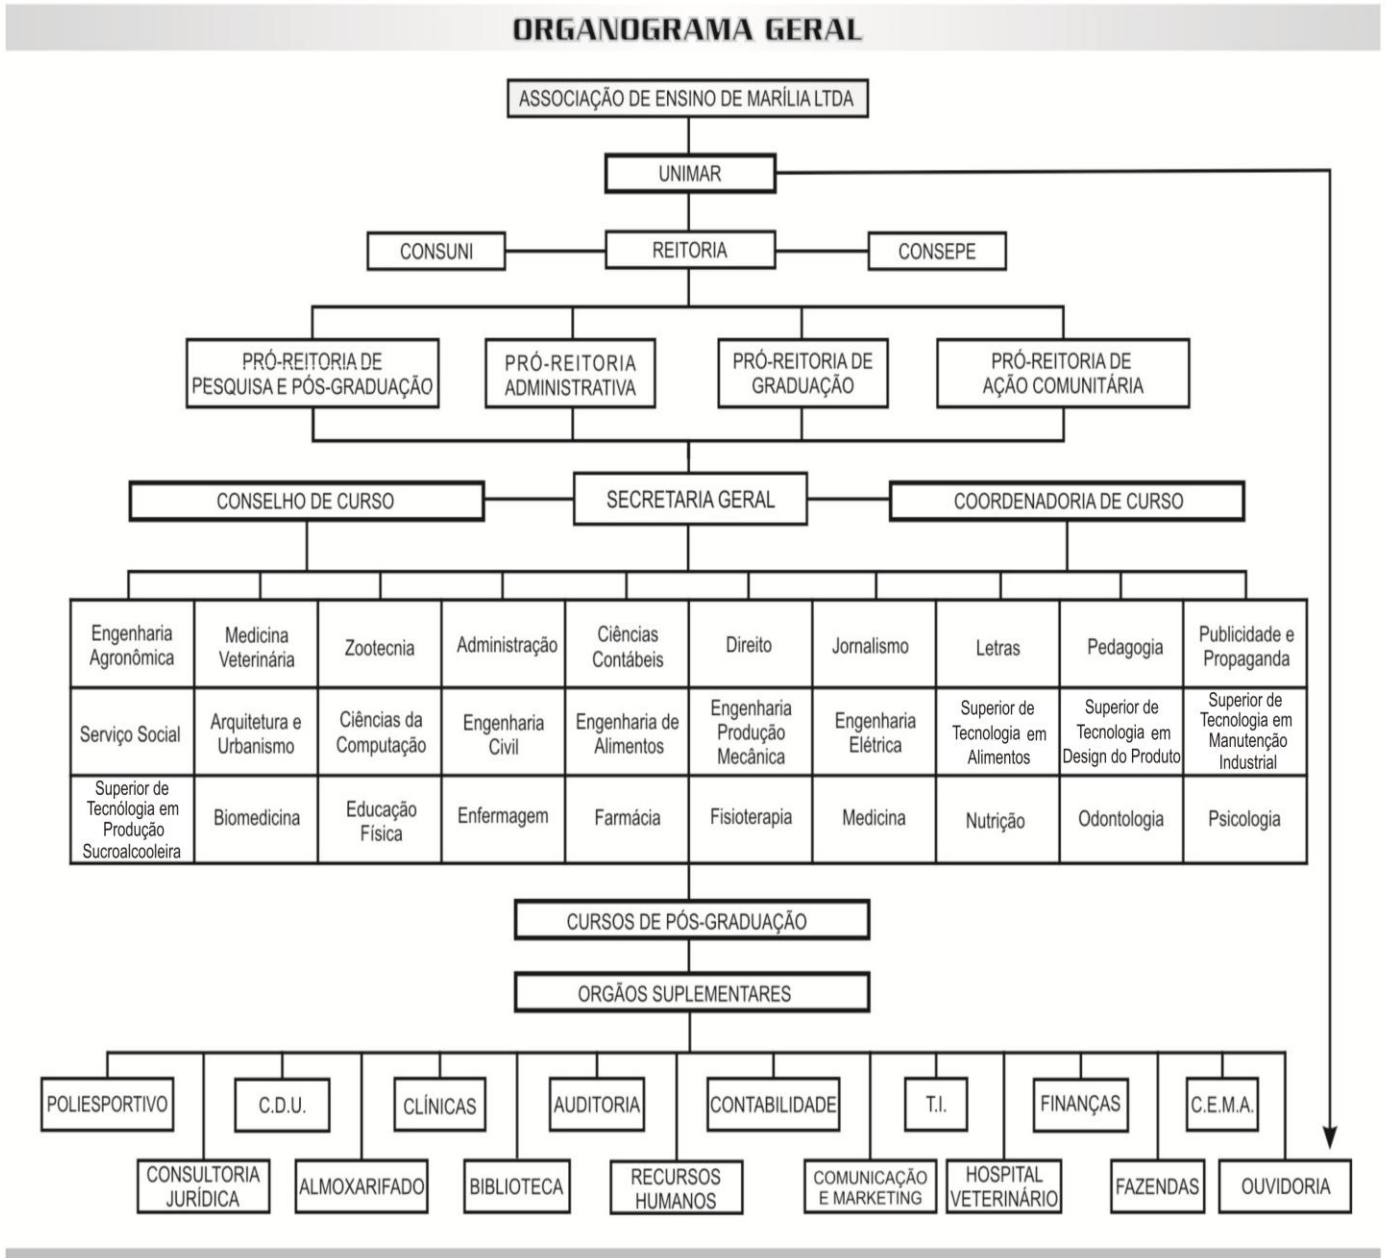 ORGANOGRAMA GERAL
ASSOCIAÇÃO DE ENSINO DE MARÍLIA LTDA
UNIMAR
CONSUNI
REITORIA
CONSEPE
PRÓ-REITORIA DE
PESQUISA E PÓS-GRADUAÇÃO
PRÓ-REITORIA
ADMINISTRATIVA
PRÓ-REITORIA DE
GRADUAÇÃO
PRÓ-REITORIA DE
AÇÃO COMUNITÁRIA
CONSELHO DE CURSO
SECRETARIA GERAL
COORDENADORIA DE CURSO
Engenharia
Agronômica
Medicina
Veterinária
Zootecnia
Administração
Ciências
Contábeis
Direito
Jornalismo
Letras
Pedagogia
Publicidade e
Propaganda
Serviço Social
Arquitetura e
Urbanismo
Ciências da
Computação
Engenharia
Civil
Engenharia de
Alimentos
Engenharia
Produção
Mecânica
Engenharia
Elétrica
Superior de
Tecnologia em
Alimentos
Superior de
Tecnologia em
Design do Produto
Superior de
Tecnologia em
Manutenção
Industrial
Superior de
Tecnólogia em
Produção
Sucroalcooleira
Biomedicina
Educação
Física
Enfermagem
Farmácia
Fisioterapia
Medicina
Nutrição
Odontologia
Psicologia
CURSOS DE PÓS-GRADUAÇÃO
ORGÃOS SUPLEMENTARES
POLIESPORTIVO
C.D.U.
CLÍNICAS
AUDITORIA
CONTABILIDADE
T.I.
FINANÇAS
C.E.M.A.
CONSULTORIA
JURÍDICA
ALMOXARIFADO
BIBLIOTECA
RECURSOS
HUMANOS
COMUNICAÇÃO
E MARKETING
HOSPITAL
VETERINÁRIO
FAZENDAS
OUVIDORIA